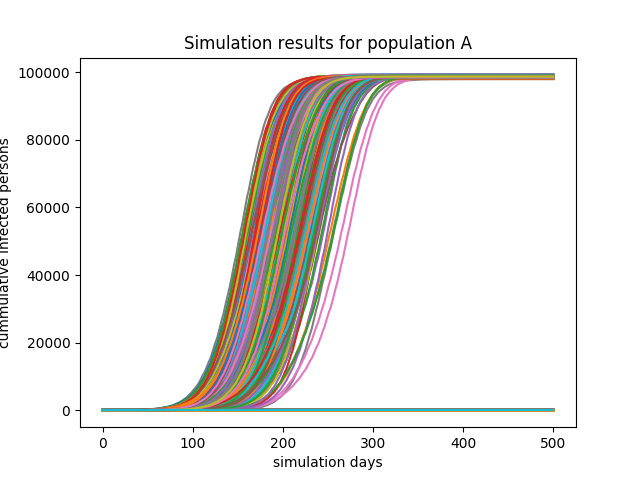 Simulation results for population A
100000
80000
60000
40000
20000
0
cummulative infected persons
0 100 200 300 400 500
simulation days